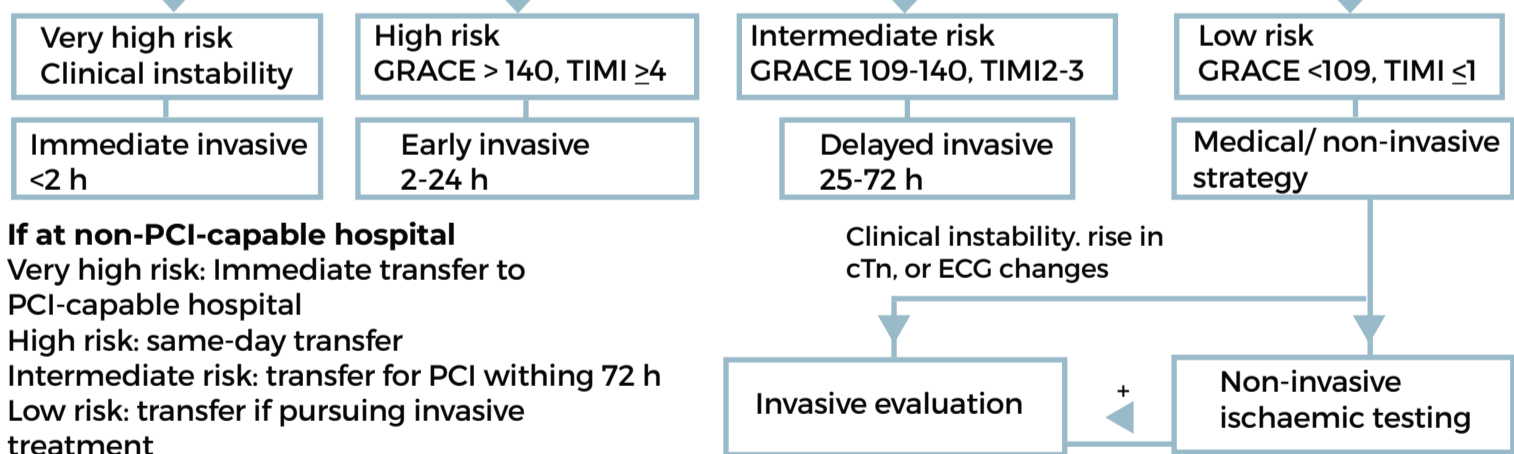 Very high risk
Clinical instability
High risk
GRACE > 140, TIMI ≥4
Intermediate risk
GRACE 109-140, TIMI2-3
Low risk
GRACE <109, TIMI ≤1
Immediate invasive
<2 h
Early invasive
2-24 h
Delayed invasive
25-72 h
Medical/ non-invasive
strategy
If at non-PCI-capable hospital
Very high risk: Immediate transfer to
PCI-capable hospital
High risk: same-day transfer
Intermediate risk: transfer for PCI withing 72 h
Low risk: transfer if pursuing invasive
treatment
Clinical instability. rise in
cTn, or ECG changes
Invasive evaluation
+
Non-invasive
ischaemic testing